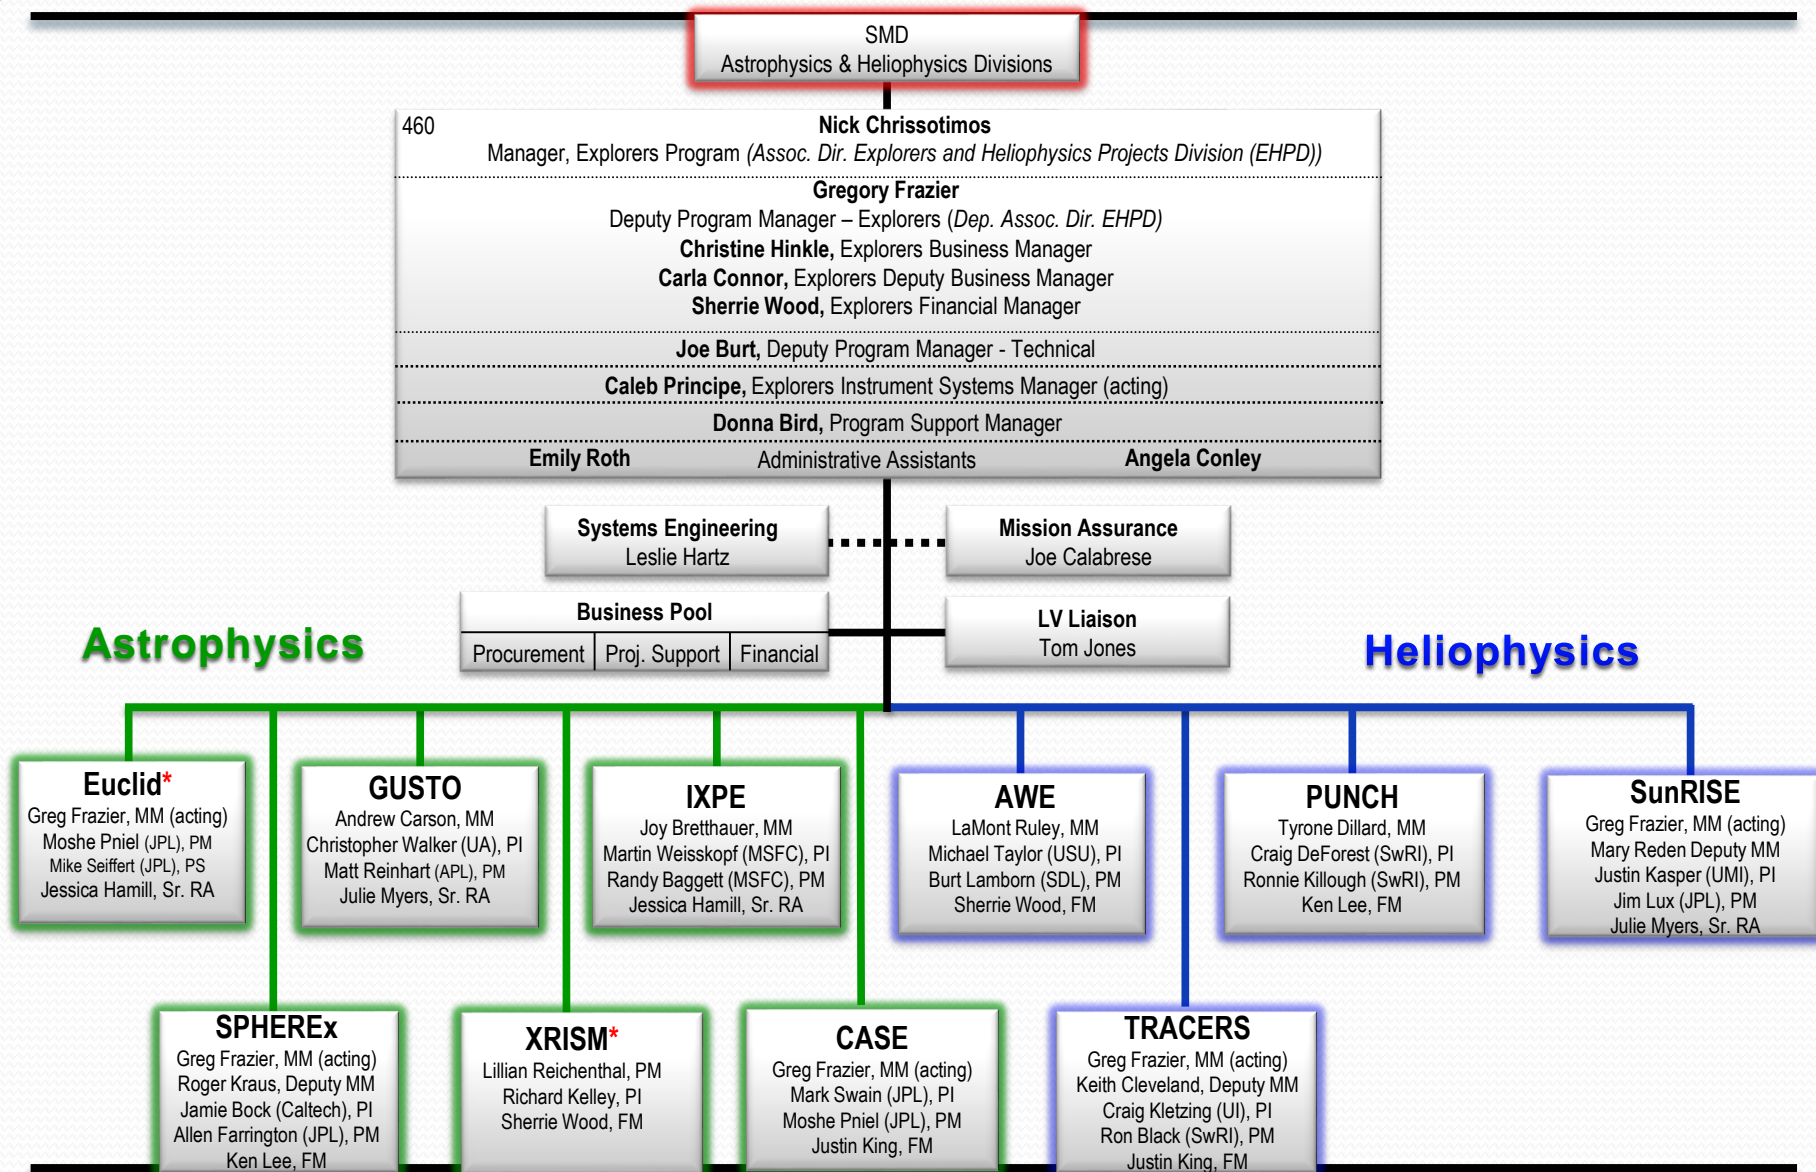 SMD
Astrophysics & Heliophysics Divisions
460
Nick Chrissotimos
Manager, Explorers Program (Assoc. Dir. Explorers and Heliophysics Projects Division (EHPD))
Gregory Frazier
Deputy Program Manager – Explorers (Dep. Assoc. Dir. EHPD)
Christine Hinkle, Explorers Business Manager
Carla Connor, Explorers Deputy Business Manager
Sherrie Wood, Explorers Financial Manager
Joe Burt, Deputy Program Manager - Technical
Caleb Principe, Explorers Instrument Systems Manager (acting)
Donna Bird, Program Support Manager
Emily Roth Administrative Assistants Angela Conley
Systems Engineering
Leslie Hartz
Mission Assurance
Joe Calabrese
Business Pool
Procurement Proj. Support Financial
LV Liaison
Tom Jones
Astrophysics
Heliophysics
Euclid*
Greg Frazier, MM (acting)
Moshe Pniel (JPL), PM
Mike Seiffert (JPL), PS
Jessica Hamill, Sr. RA
GUSTO
Andrew Carson, MM
Christopher Walker (UA), PI
Matt Reinhart (APL), PM
Julie Myers, Sr. RA
IXPE
Joy Bretthauer, MM
Martin Weisskopf (MSFC), PI
Randy Baggett (MSFC), PM
Jessica Hamill, Sr. RA
AWE
LaMont Ruley, MM
Michael Taylor (USU), PI
Burt Lamborn (SDL), PM
Sherrie Wood, FM
PUNCH
Tyrone Dillard, MM
Craig DeForest (SwRI), PI
Ronnie Killough (SwRI), PM
Ken Lee, FM
SunRISE
Greg Frazier, MM (acting)
Mary Reden Deputy MM
Justin Kasper (UMI), PI
Jim Lux (JPL), PM
Julie Myers, Sr. RA
SPHEREx
Greg Frazier, MM (acting)
Roger Kraus, Deputy MM
Jamie Bock (Caltech), PI
Allen Farrington (JPL), PM
Ken Lee, FM
XRISM*
Lillian Reichenthal, PM
Richard Kelley, PI
Sherrie Wood, FM
CASE
Greg Frazier, MM (acting)
Mark Swain (JPL), PI
Moshe Pniel (JPL), PM
Justin King, FM
TRACERS
Greg Frazier, MM (acting)
Keith Cleveland, Deputy MM
Craig Kletzing (UI), PI
Ron Black (SwRI), PM
Justin King, FM